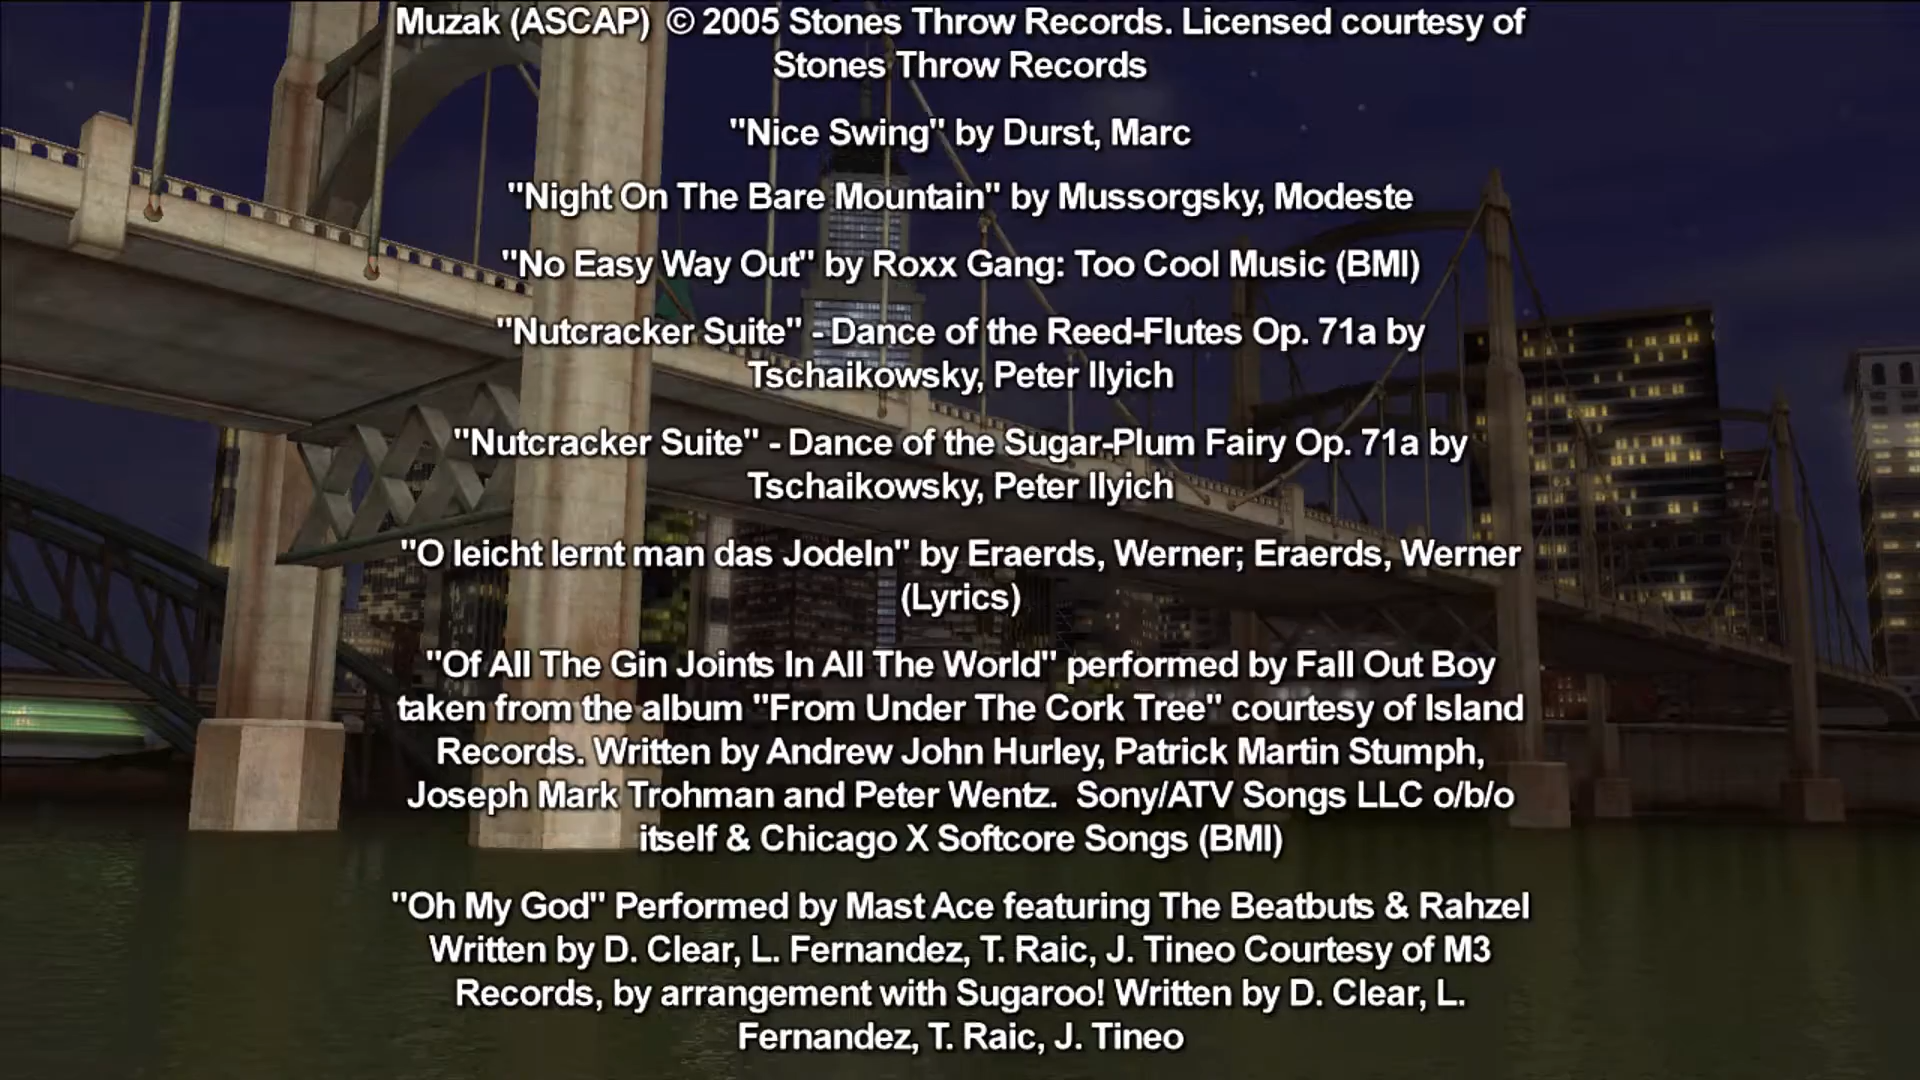 Muzak (ASCAP)  © 2005 Stones Throw Records. Licensed courtesy of
Stones Throw Records
"Nice Swing" by Durst, Marc
"Night On The Bare Mountain" by Mussorgsky, Modeste
"No Easy Way Out" by Roxx Gang: Too Cool Music (BMI)
"Nutcracker Suite" - Dance of the Reed-Flutes Op. 71a by
Tschaikowsky, Peter Ilyich
"Nutcracker Suite" - Dance of the Sugar-Plum Fairy Op. 71a by
Tschaikowsky, Peter Ilyich
"O leicht lernt man das Jodeln" by Eraerds, Werner; Eraerds, Werner
(Lyrics)
"Of All The Gin Joints In All The World" performed by Fall Out Boy
taken from the album "From Under The Cork Tree" courtesy of Island
Records. Written by Andrew John Hurley, Patrick Martin Stumph,
Joseph Mark Trohman and Peter Wentz.  Sony/ATV Songs LLC o/b/o
itself & Chicago X Softcore Songs (BMI)
"Oh My God" Performed by Mast Ace featuring The Beatbuts & Rahzel
Written by D. Clear, L. Fernandez, T. Raic, J. Tineo Courtesy of M3
Records, by arrangement with Sugaroo! Written by D. Clear, L.
Fernandez, T. Raic, J. Tineo